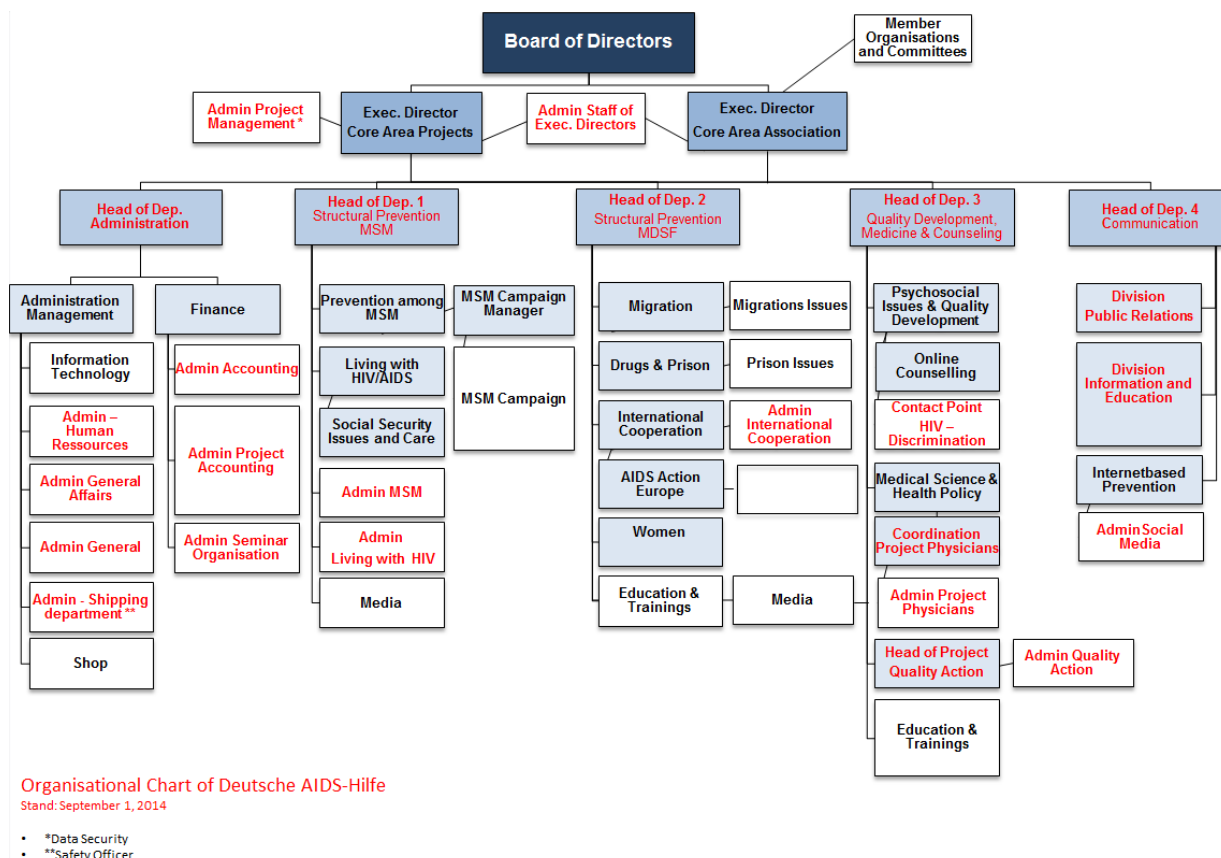 Board of Directors
Member
Organisations
and Committees
Admin Project
Management *
Exec. Director
Core Area Projects
Admin Staff of
Exec. Directors
Exec. Director
Core Area Association
Head of Dep.
Administration
Head of Dep. 1
Structural Prevention
MSM
Head of Dep. 2
Structural Prevention
MDSF
Head of Dep. 3
Quality Development,
Medicine & Counseling
Head of Dep. 4
Communication
Administration
Management
Information
Technology
Admin –
Human
Ressources
Admin General
Affairs
Admin General
Admin - Shipping
department **
Shop
Finance
Admin Accounting
Admin Project
Accounting
Admin Seminar
Organisation
Prevention among
MSM
Living with
HIV/AIDS
Social Security
Issues and Care
Admin MSM
Admin
Living with HIV
Media
MSM Campaign
Manager
MSM Campaign
Migration
Migrations Issues
Drugs & Prison
Prison Issues
International
Cooperation
Admin
International
Cooperation
AIDS Action
Europe
Women
Education &
Trainings
Media
Psychosocial
Issues & Quality
Development
Online
Counselling
Contact Point
HIV –
Discrimination
Medical Science &
Health Policy
Coordination
Project Physicians
Admin Project
Physicians
Head of Project
Quality Action
Admin Quality
Action
Education &
Trainings
Division
Public Relations
Division
Information and
Education
Internetbased
Prevention
Admin Social
Media
Organisational Chart of Deutsche AIDS-Hilfe
Stand: September 1, 2014
• *Data Security
• **Safety Officer